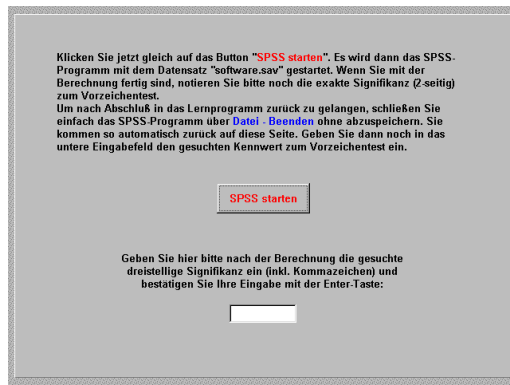 Klicken Sie jetzt gleich auf das Button "SPSS starten". Es wird dann das SPSS-
Programm mit dem Datensatz "software.sav" gestartet. Wenn Sie mit der
Berechnung fertig sind, notieren Sie bitte noch die exakte Signifikanz (2-seitig)
zum Vorzeichentest.
Um nach Abschluß in das Lernprogramm zurück zu gelangen, schließen Sie
einfach das SPSS-Programm über Datei - Beenden ohne abzuspeichern. Sie
kommen so automatisch zurück auf diese Seite. Geben Sie dann noch in das
untere Eingabefeld den gesuchten Kennwert zum Vorzeichentest ein.
SPSS starten
Geben Sie hier bitte nach der Berechnung die gesuchte
dreistellige Signifikanz ein (inkl. Kommazeichen) und
bestätigen Sie Ihre Eingabe mit der Enter-Taste: